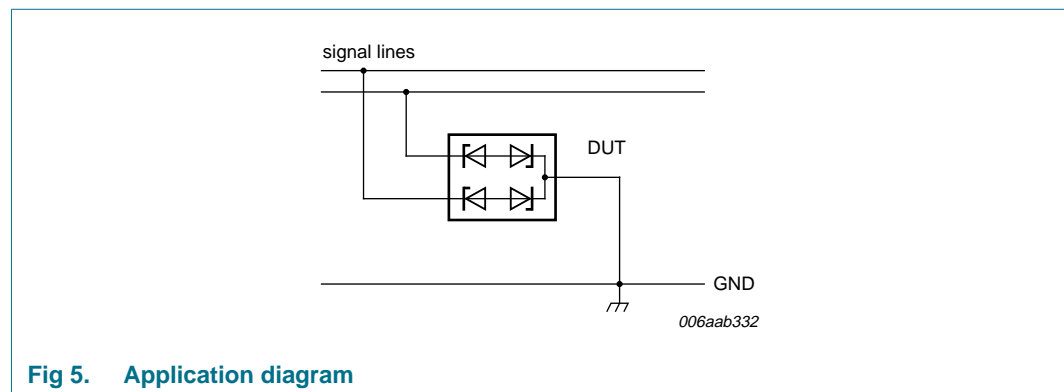 signal lines
DUT
GND
006aab332
Fig 5. Application diagram